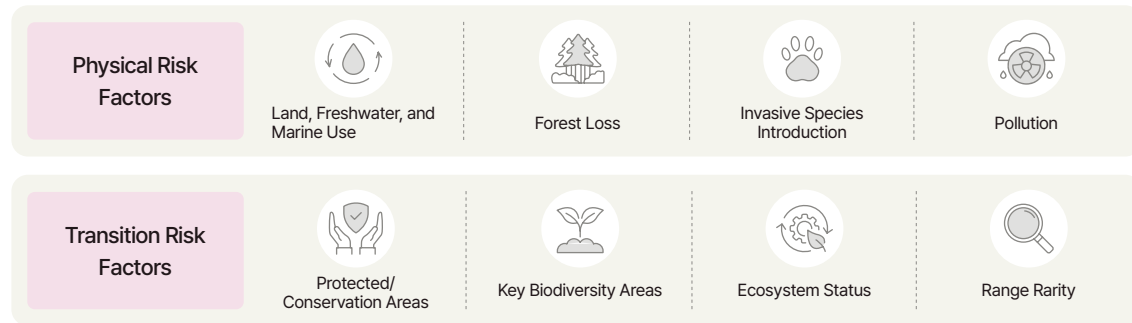 Physical Risk
Factors
Land, Freshwater, and
Marine Use
Forest Loss
Invasive Species
Introduction
Pollution
Transition Risk
Factors
Protected/
Conservation Areas
Key Biodiversity Areas
Ecosystem Status
Range Rarity